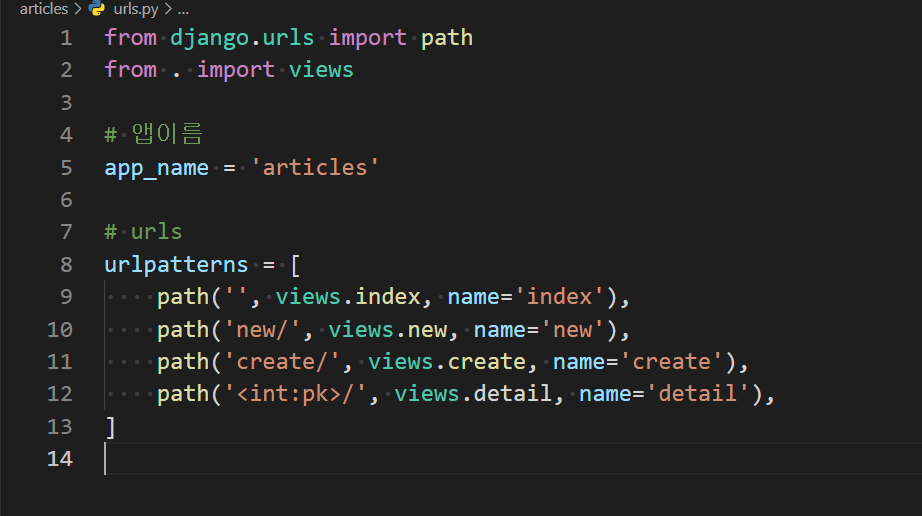 articles > urls.py > ...
1 from django.urls import path
2 from . import views
3
4 # 앱이름
5 app_name = 'articles'
6
7 # urls
8 urlpatterns = [
9     path('', views.index, name='index'),
10     path('new/', views.new, name='new'),
11     path('create/', views.create, name='create'),
12     path('<int:pk>/', views.detail, name='detail'),
13 ]
14